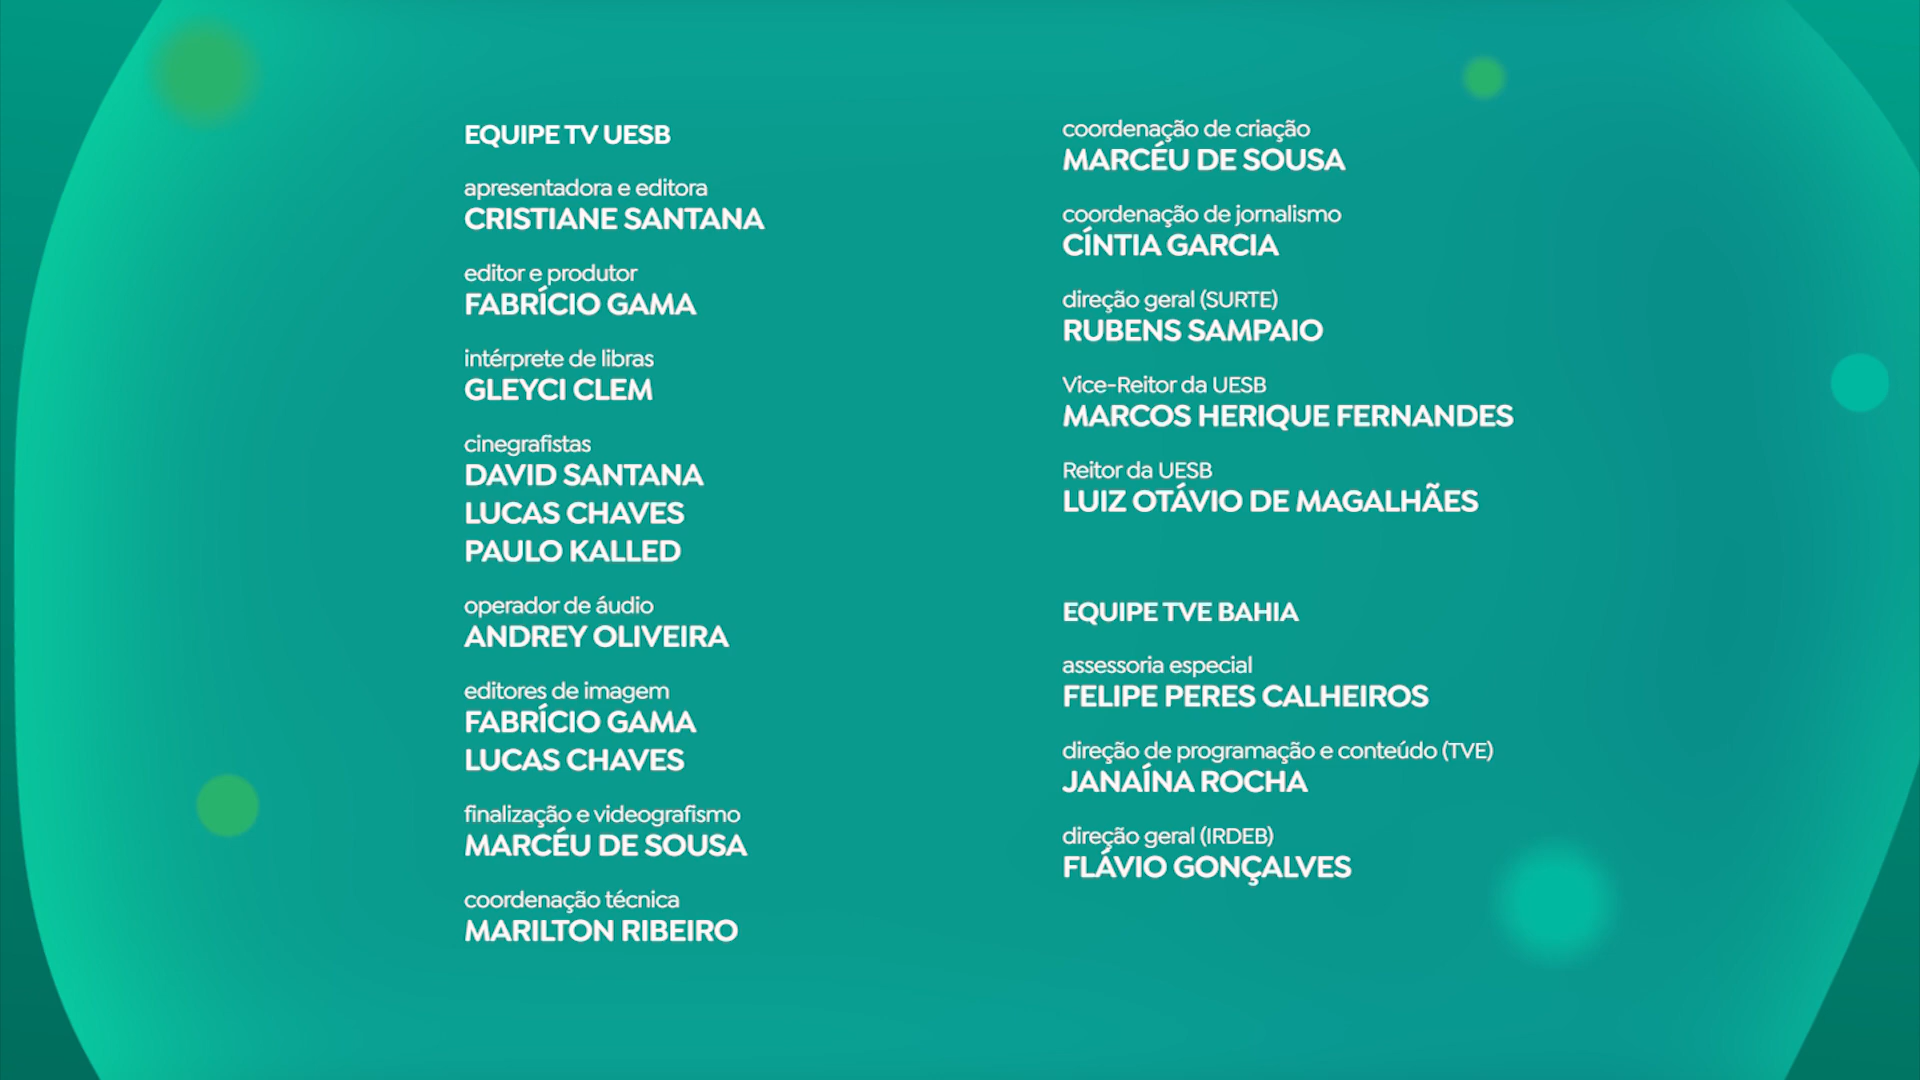 EQUIPE TV UESB
apresentadora e editora
CRISTIANE SANTANA
editor e produtor
FABRÍCIO GAMA
intérprete de libras
GLEYCI CLEM
cinegrafistas
DAVID SANTANA
LUCAS CHAVES
PAULO KALLED
operador de áudio
ANDREY OLIVEIRA
editores de imagem
FABRÍCIO GAMA
LUCAS CHAVES
finalização e videografismo
MARCÉU DE SOUSA
coordenação técnica
MARILTON RIBEIRO
coordenação de criação
MARCÉU DE SOUSA
coordenação de jornalismo
CÍNTIA GARCIA
direção geral (SURTE)
RUBENS SAMPAIO
Vice-Reitor da UESB
MARCOS HERIQUE FERNANDES
Reitor da UESB
LUIZ OTÁVIO DE MAGALHÃES
EQUIPE TVE BAHIA
assessoria especial
FELIPE PERES CALHEIROS
direção de programação e conteúdo (TVE)
JANAÍNA ROCHA
direção geral (IRDEB)
FLÁVIO GONÇALVES